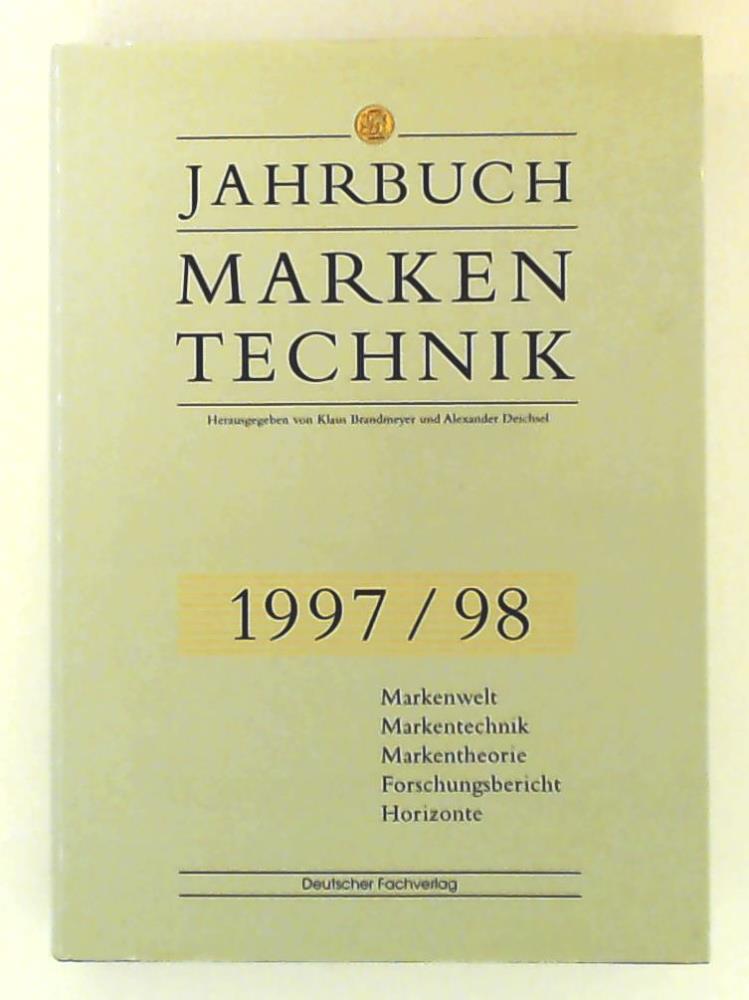 JAHRBUCH
MARKEN
TECHNIK
Herausgegeben von Klaus Brandmeyer und Alexander Deichsel
1997 / 98
Markenwelt
Markentechnik
Markentheorie
Forschungsbericht
Horizonte
Deutscher Fachverlag